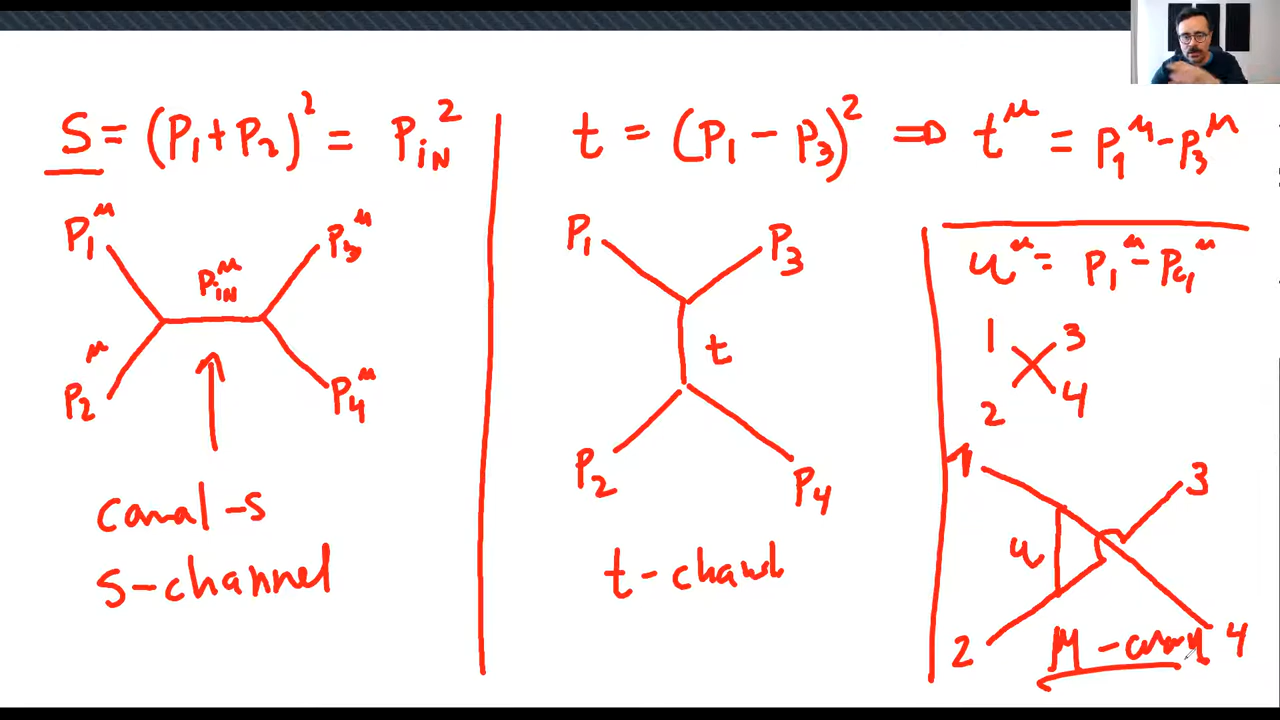 S = (P₁ + P₂)² = P_iN²
P₁^μ
P₃^μ
P_iN^μ
P₂^μ
P₄^μ
canal - s
s - channel
t = (P₁ - P₃)² ⇒ t^μ = P₁^μ - P₃^μ
P₁
P₃
t
P₂
P₄
t -
u^μ = P₁^μ - P₄^μ
1
3
2
4
1
3
u
2
4